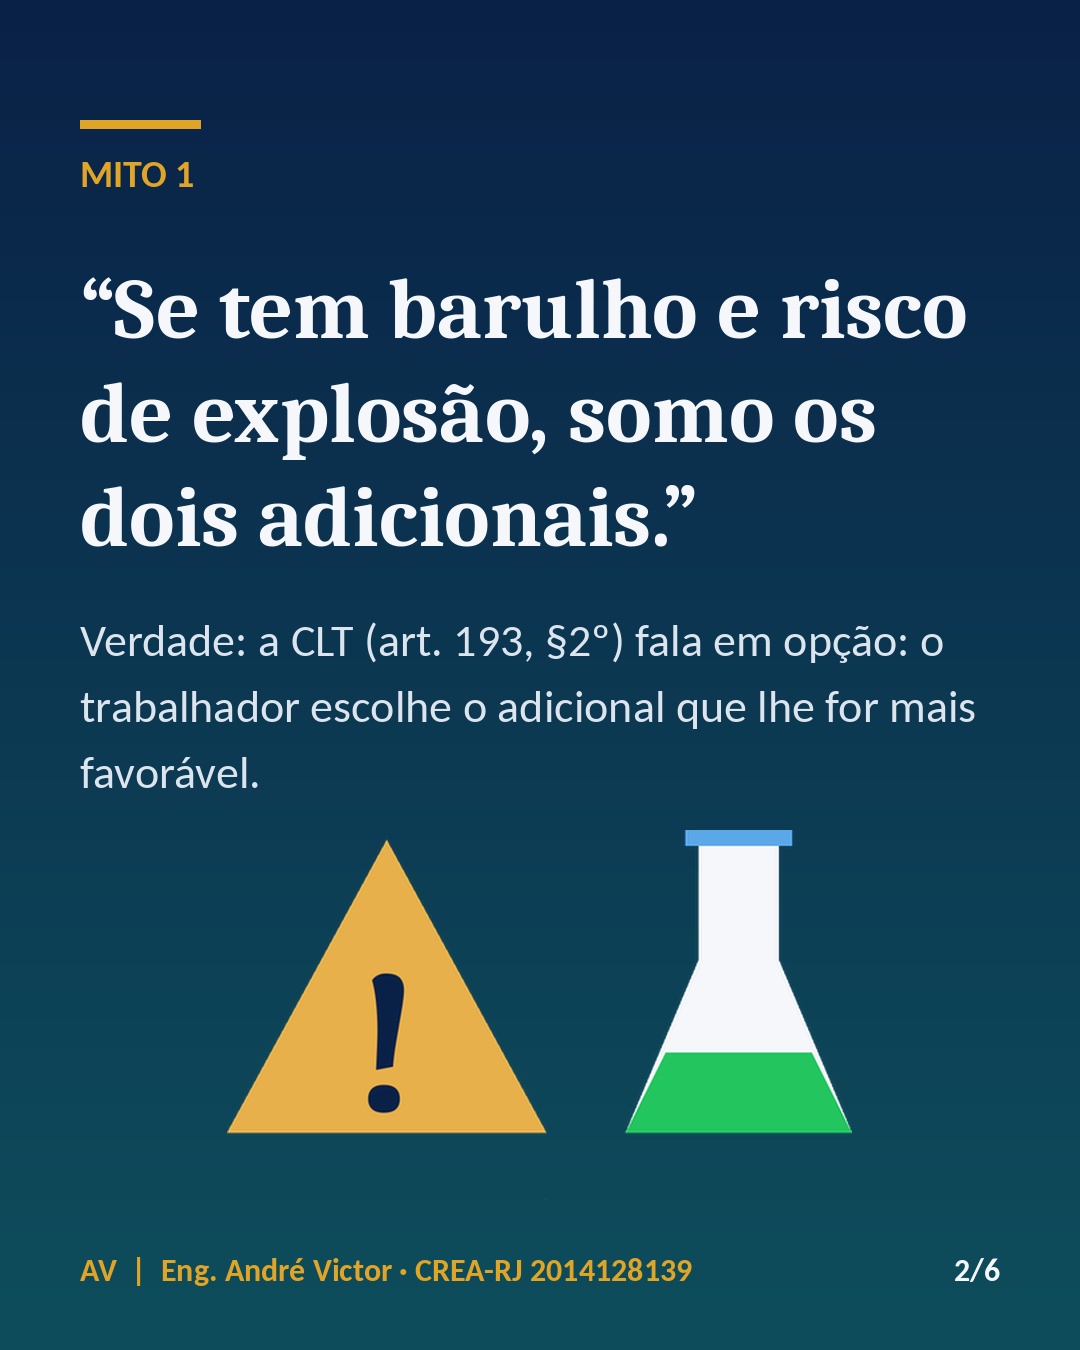 MITO 1
“Se tem barulho e risco
de explosão, somo os
dois adicionais.”
Verdade: a CLT (art. 193, §2º) fala em opção: o
trabalhador escolhe o adicional que lhe for mais
favorável.
!
AV | Eng. André Victor · CREA-RJ 2014128139
2/6